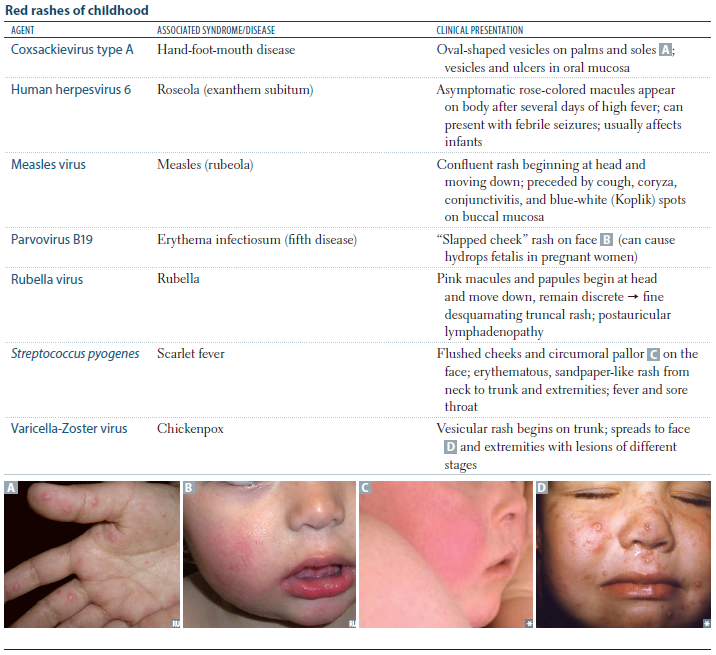 Red rashes of childhood
AGENT ASSOCIATED SYNDROME/DISEASE CLINICAL PRESENTATION
Coxsackievirus type A Hand-foot-mouth disease Oval-shaped vesicles on palms and soles A;
vesicles and ulcers in oral mucosa
Human herpesvirus 6 Roseola (exanthem subitum) Asymptomatic rose-colored macules appear
on body after several days of high fever; can
present with febrile seizures; usually affects
infants
Measles virus Measles (rubeola) Confluent rash beginning at head and
moving down; preceded by cough, coryza,
conjunctivitis, and blue-white (Koplik) spots
on buccal mucosa
Parvovirus B19 Erythema infectiosum (fifth disease) “Slapped cheek” rash on face B (can cause
hydrops fetalis in pregnant women)
Rubella virus Rubella Pink macules and papules begin at head
and move down, remain discrete → fine
desquamating truncal rash; postauricular
lymphadenopathy
Streptococcus pyogenes Scarlet fever Flushed cheeks and circumoral pallor C on the
face; erythematous, sandpaper-like rash from
neck to trunk and extremities; fever and sore
throat
Varicella-Zoster virus Chickenpox Vesicular rash begins on trunk; spreads to face
D and extremities with lesions of different
stages
A B C D
RU RU * *